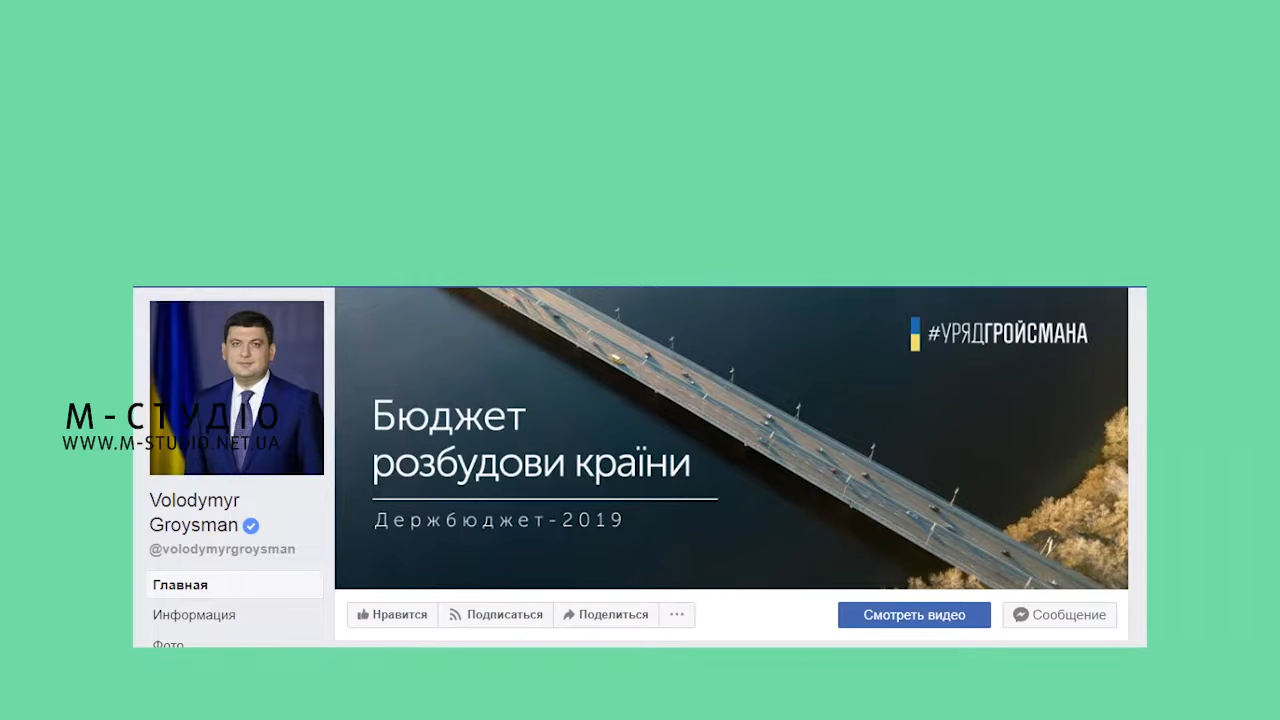 М-СТУДІО
WWW.M-STUDIO.NET.UA
Volodymyr
Groysman
@volodymyrgroysman
Главная
Информация
Фото
#УРЯДГРОЙСМАНА
Бюджет
розбудови країни
Держбюджет-2019
Нравится
Подписаться
Поделиться
...
Смотреть видео
Сообщение